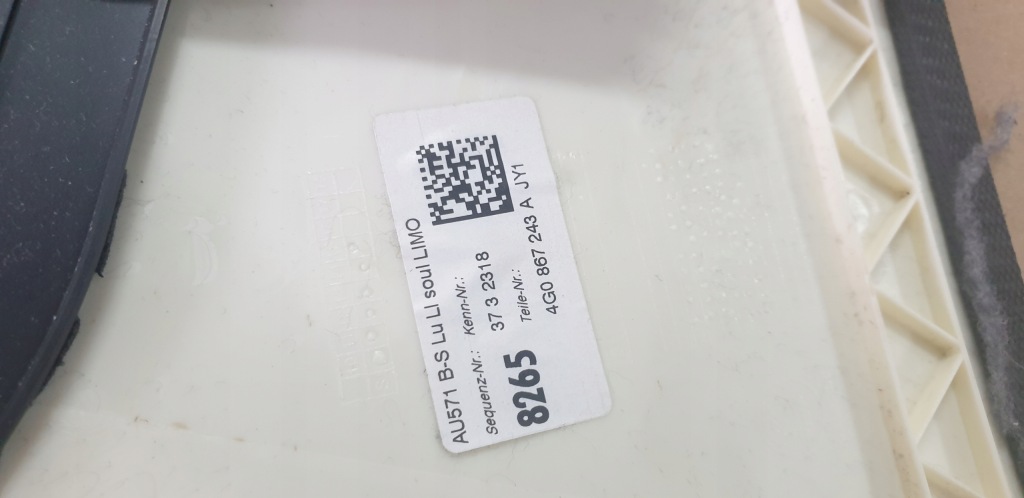 AU571 B-S Lu Li soul LIMO
Sequenz-Nr.: Kenn-Nr.:
37 3 2318
8265 Teile-Nr.:
4G0 867 243 A JY1